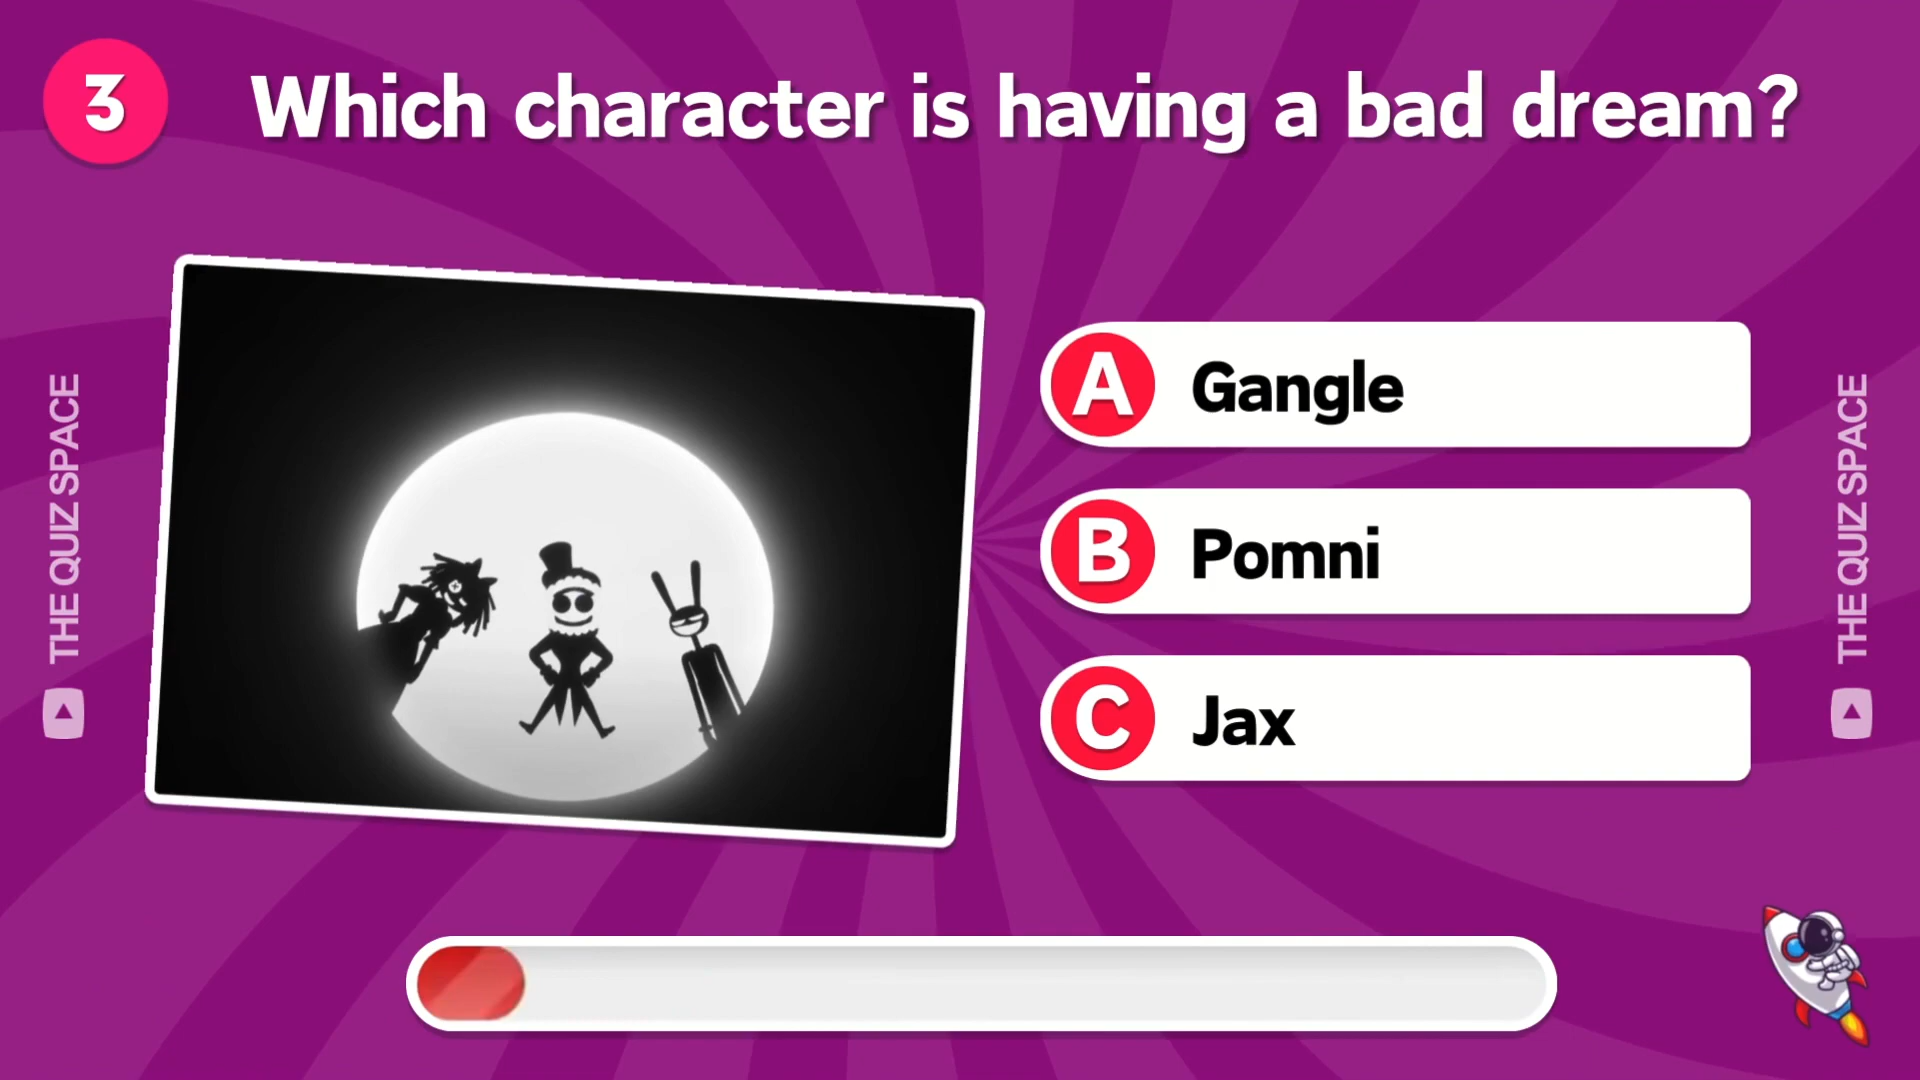 3
Which character is having a bad dream?
THE QUIZ SPACE
A Gangle
B Pomni
C Jax
THE QUIZ SPACE